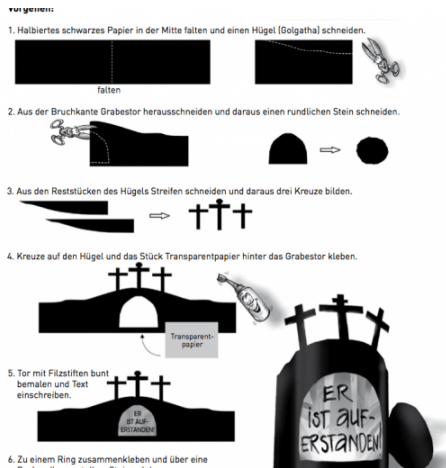 Vorgehen:
1. Halbiertes schwarzes Papier in der Mitte falten und einen Hügel (Golgatha) schneiden.
falten
2. Aus der Bruchkante Grabestor herausschneiden und daraus einen rundlichen Stein schneiden.
3. Aus den Reststücken des Hügels Streifen schneiden und daraus drei Kreuze bilden.
4. Kreuze auf den Hügel und das Stück Transparentpapier hinter das Grabestor kleben.
Transparent-
papier
5. Tor mit Filzstiften bunt
bemalen und Text
einschreiben.
ER
IST AUF-
ERSTANDEN!
ER
IST AUF-
ERSTANDEN!
6. Zu einem Ring zusammenkleben und über eine